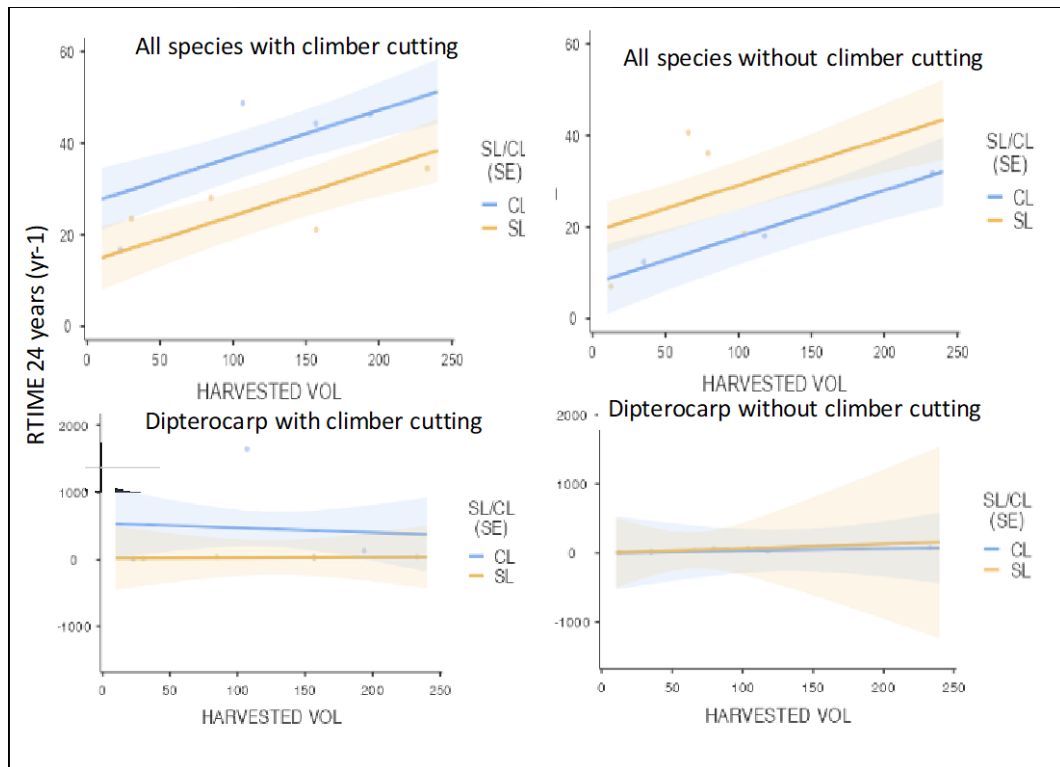 All species with climber cutting
60
40
20
0
0 50 100 150 200 250
HARVESTED VOL
SL/CL
(SE)
CL
SL
All species without climber cutting
60
40
20
0
0 50 100 150 200 250
HARVESTED VOL
SL/CL
(SE)
CL
SL
RTIME 24 years (yr-1)
Dipterocarp with climber cutting
2000
1000
0
-1000
0 50 100 150 200 250
HARVESTED VOL
SL/CL
(SE)
CL
SL
Dipterocarp without climber cutting
2000
1000
0
-1000
0 50 100 150 200 250
HARVESTED VOL
SL/CL
(SE)
CL
SL